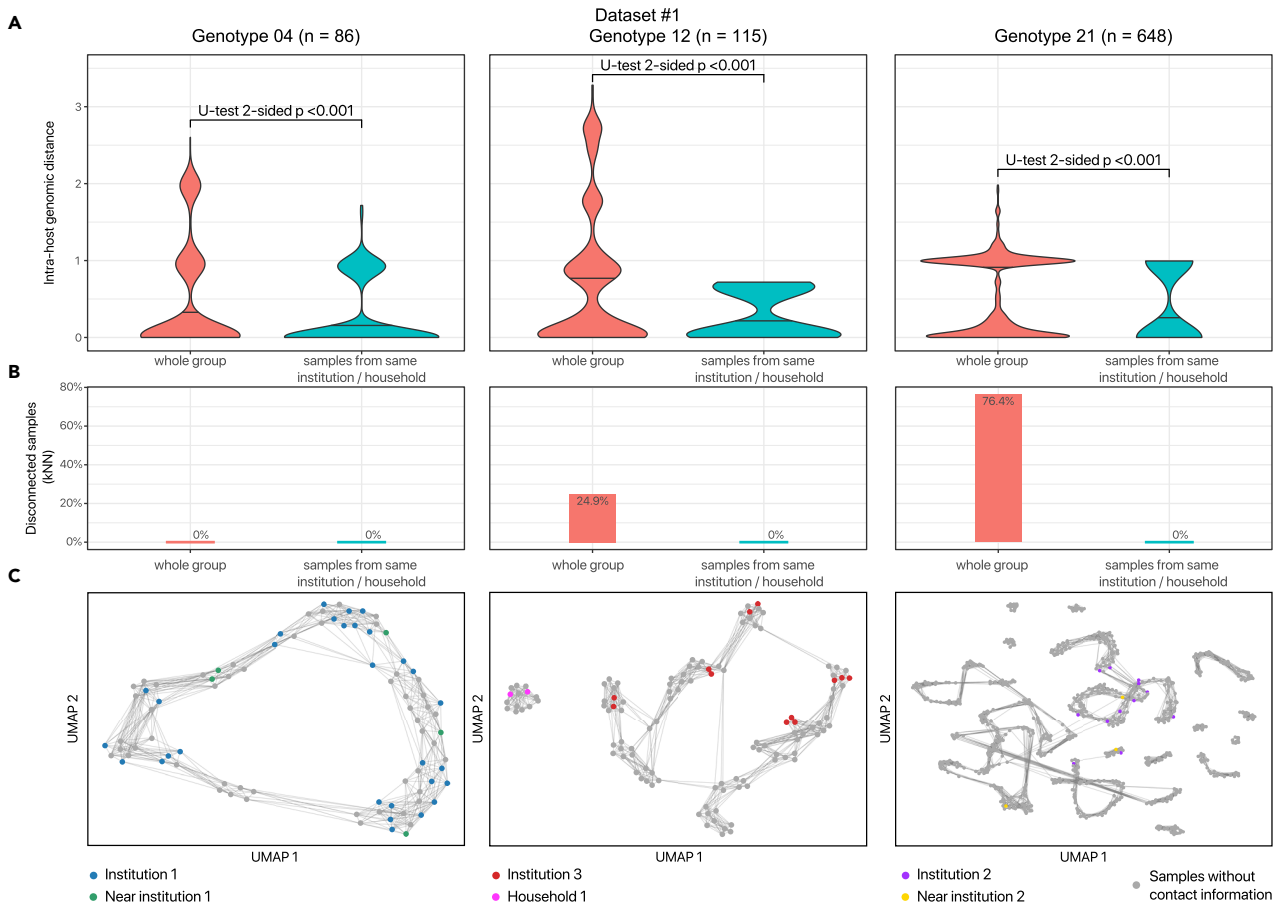 A
Dataset #1
Genotype 04 (n = 86)
Genotype 12 (n = 115)
Genotype 21 (n = 648)
Intra-host genomic distance
3
2
1
0
U-test 2-sided p <0.001
U-test 2-sided p <0.001
U-test 2-sided p <0.001
whole group
samples from same
institution / household
whole group
samples from same
institution / household
whole group
samples from same
institution / household
B
Disconnected samples
(kNN)
80%
60%
40%
20%
0%
0%
0%
24.9%
0%
76.4%
0%
whole group
samples from same
institution / household
whole group
samples from same
institution / household
whole group
samples from same
institution / household
C
UMAP 2
UMAP 2
UMAP 2
UMAP 1
UMAP 1
UMAP 1
Institution 1
Near institution 1
Institution 3
Household 1
Institution 2
Near institution 2
Samples without
contact information